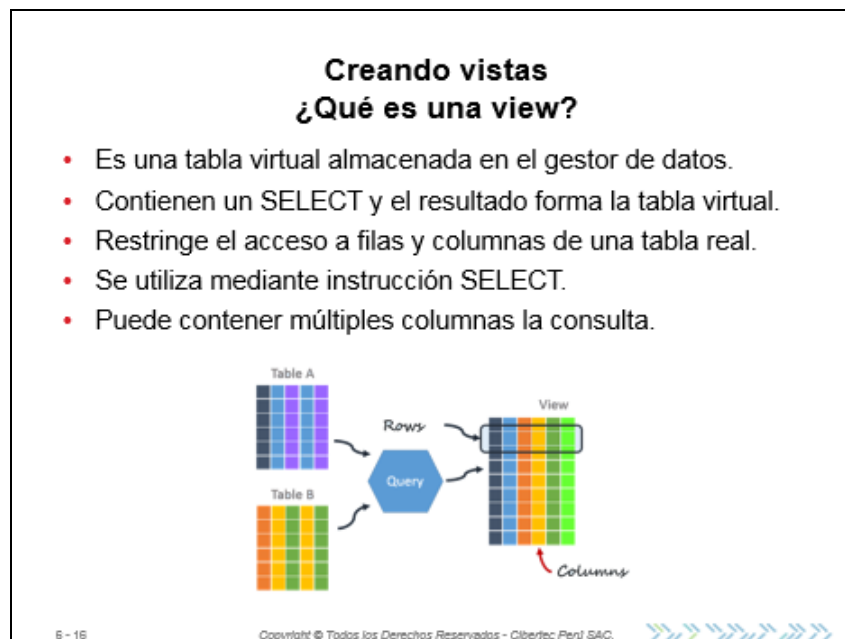 Creando vistas
¿Qué es una view?
• Es una tabla virtual almacenada en el gestor de datos.
• Contienen un SELECT y el resultado forma la tabla virtual.
• Restringe el acceso a filas y columnas de una tabla real.
• Se utiliza mediante instrucción SELECT.
• Puede contener múltiples columnas la consulta.
Table A
Rows
View
Query
Table B
Columns
6 - 16
Copyright © Todos los Derechos Reservados - Cibertec Perú SAC.